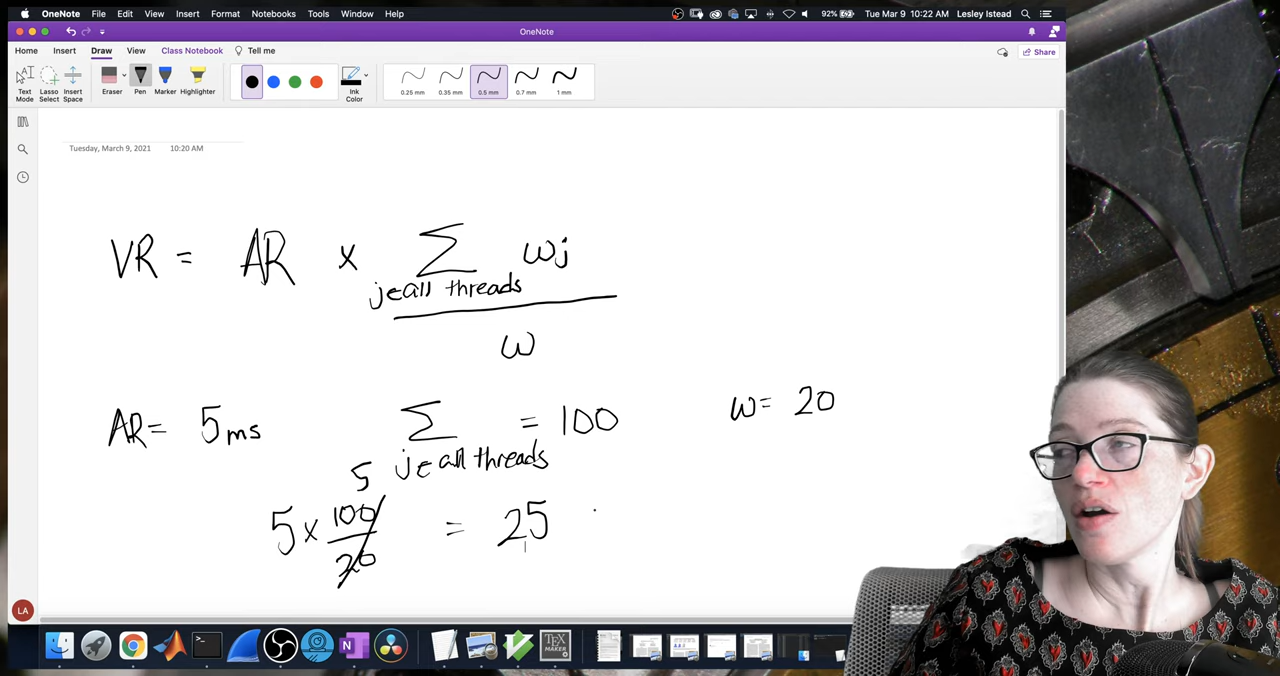 OneNote File Edit View Insert Format Notebooks Tools Window Help 92% Tue Mar 9 10:22 AM Lesley Istead
OneNote
Home Insert Draw View Class Notebook Tell me Share
Text Mode Lasso Select Insert Space Eraser Pen Marker Highlighter Ink Color 0.25 mm 0.35 mm 0.5 mm 0.7 mm 1 mm
Tuesday, March 9, 2021 10:20 AM
VR = AR x ∑ wj
j∈all threads
w
AR = 5ms ∑ = 100 w = 20
j∈all threads
5
5 x 100 = 25
20
LA
TEX MAKER